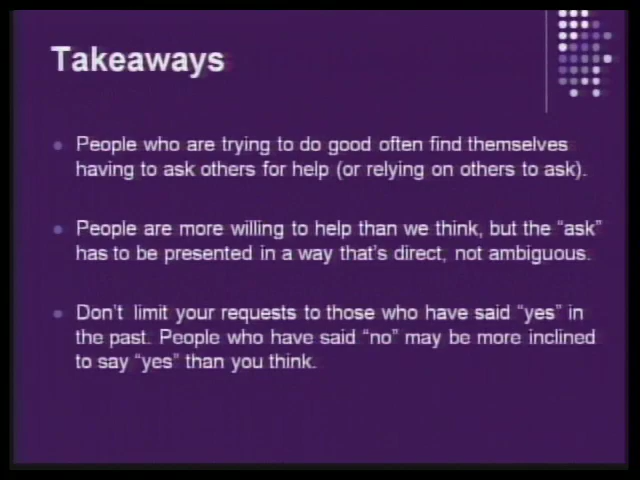 Takeaways
People who are trying to do good often find themselves
having to ask others for help (or relying on others to ask).
People are more willing to help than we think, but the “ask”
has to be presented in a way that’s direct, not ambiguous.
Don’t limit your requests to those who have said “yes” in
the past. People who have said “no” may be more inclined
to say “yes” than you think.